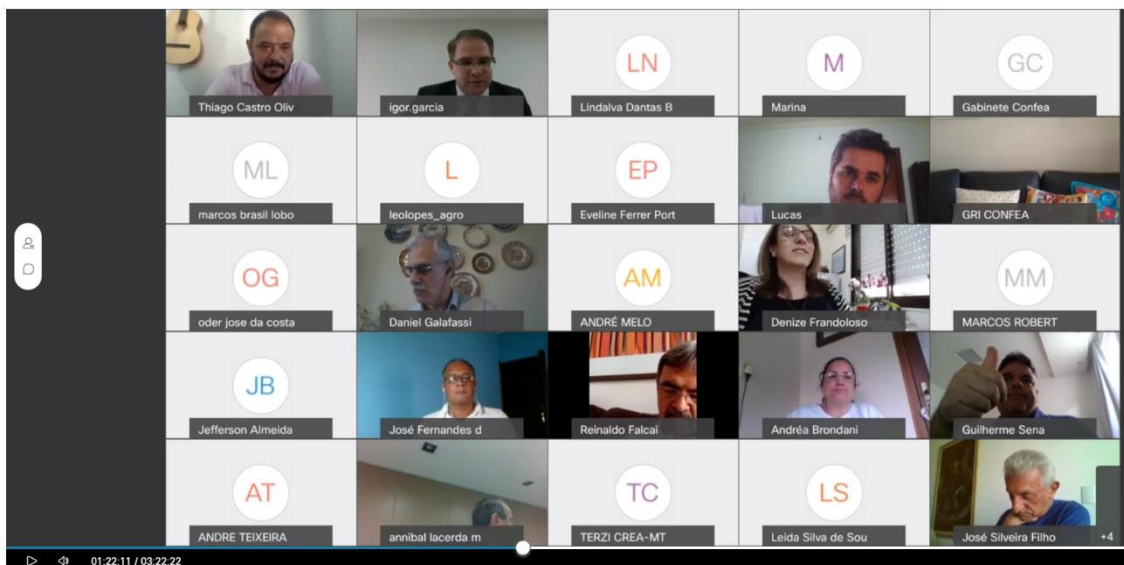 Thiago Castro Oliv
igor.garcia
LN
Lindalva Dantas B
M
Marina
GC
Gabinete Confea
ML
marcos brasil lobo
L
leolopes_agro
EP
Eveline Ferrer Port
Lucas
GRI CONFEA
OG
oder jose da costa
Daniel Galafassi
AM
ANDRÉ MELO
Denize Frandoloso
MM
MARCOS ROBERT
JB
Jefferson Almeida
José Fernandes d
Reinaldo Falcai
Andréa Brondani
Guilherme Sena
AT
ANDRE TEIXEIRA
annibal lacerda m
TC
TERZI CREA-MT
LS
Leida Silva de Sou
José Silveira Filho
+4
01:22:11 / 03:22:22